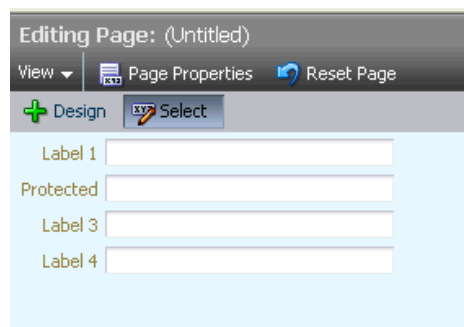 Editing Page: (Untitled)
View Page Properties Reset Page
Design Select
Label 1
Protected
Label 3
Label 4